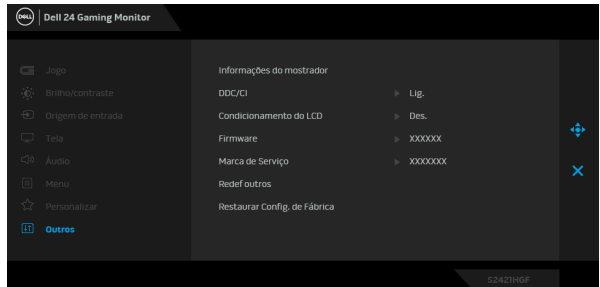 DELL
Dell 24 Gaming Monitor
Jogo
Brilho/contraste
Origem de entrada
Tela
Áudio
Menu
Personalizar
Outros
Informações do mostrador
DDC/CI Lig.
Condicionamento do LCD Des.
Firmware XXXXXX
Marca de Serviço XXXXXXX
Redef outros
Restaurar Config. de Fábrica
S2421HGF